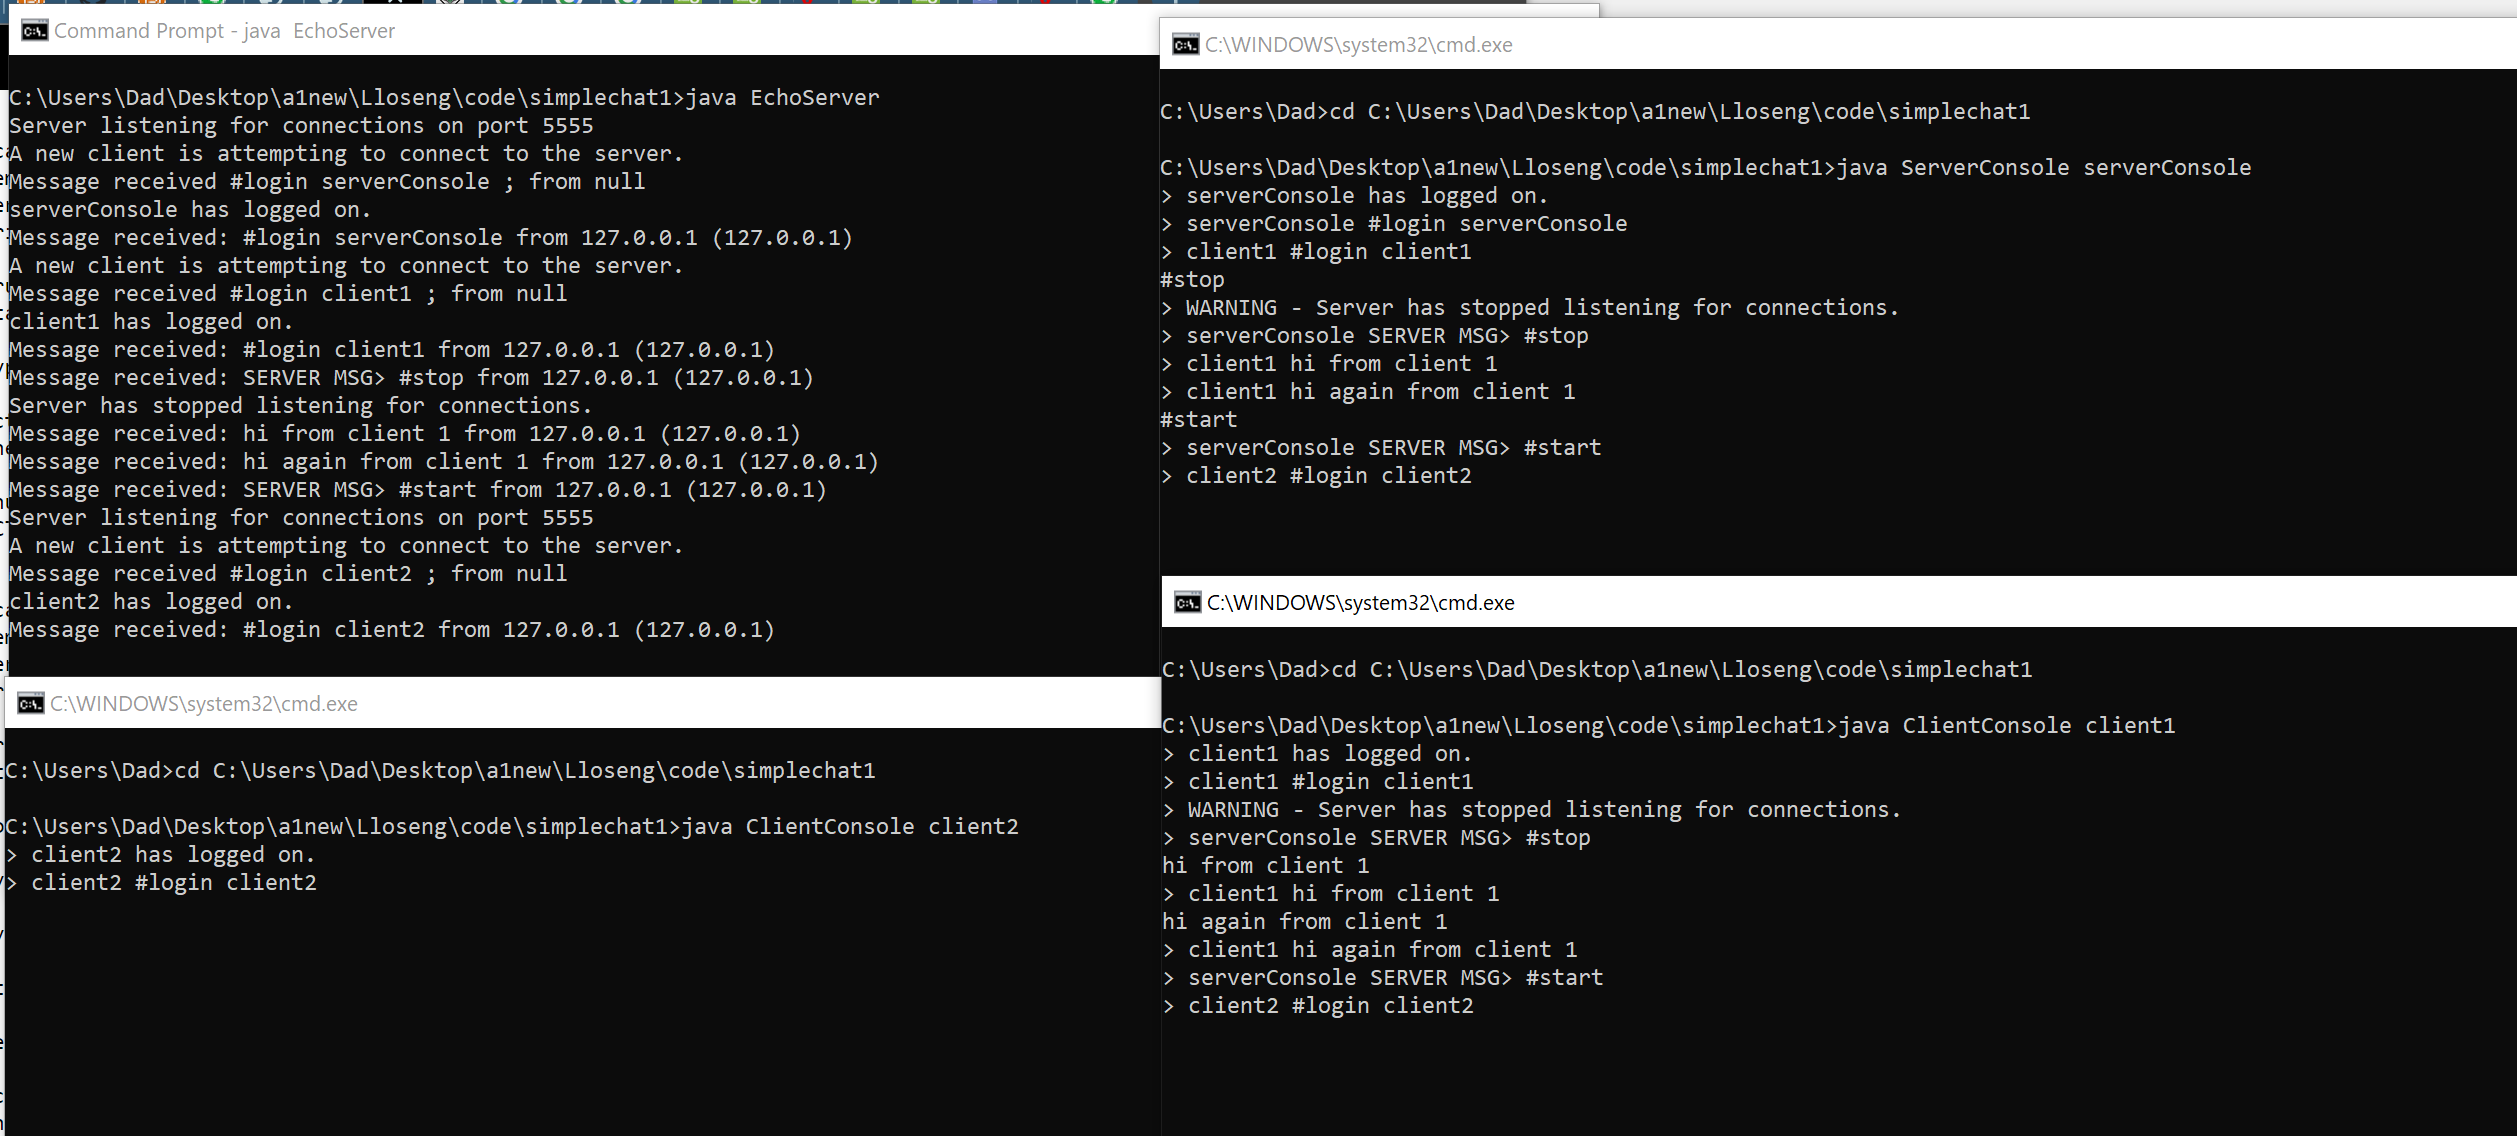 Command Prompt - java  EchoServer
C:\Users\Dad\Desktop\a1new\Lloseng\code\simplechat1>java EchoServer
Server listening for connections on port 5555
A new client is attempting to connect to the server.
Message received #login serverConsole ; from null
serverConsole has logged on.
Message received: #login serverConsole from 127.0.0.1 (127.0.0.1)
A new client is attempting to connect to the server.
Message received #login client1 ; from null
client1 has logged on.
Message received: #login client1 from 127.0.0.1 (127.0.0.1)
Message received: SERVER MSG> #stop from 127.0.0.1 (127.0.0.1)
Server has stopped listening for connections.
Message received: hi from client 1 from 127.0.0.1 (127.0.0.1)
Message received: hi again from client 1 from 127.0.0.1 (127.0.0.1)
Message received: SERVER MSG> #start from 127.0.0.1 (127.0.0.1)
Server listening for connections on port 5555
A new client is attempting to connect to the server.
Message received #login client2 ; from null
client2 has logged on.
Message received: #login client2 from 127.0.0.1 (127.0.0.1)
C:\WINDOWS\system32\cmd.exe
C:\Users\Dad>cd C:\Users\Dad\Desktop\a1new\Lloseng\code\simplechat1
C:\Users\Dad\Desktop\a1new\Lloseng\code\simplechat1>java ServerConsole serverConsole
> serverConsole has logged on.
> serverConsole #login serverConsole
> client1 #login client1
#stop
> WARNING - Server has stopped listening for connections.
> serverConsole SERVER MSG> #stop
> client1 hi from client 1
> client1 hi again from client 1
#start
> serverConsole SERVER MSG> #start
> client2 #login client2
C:\WINDOWS\system32\cmd.exe
C:\Users\Dad>cd C:\Users\Dad\Desktop\a1new\Lloseng\code\simplechat1
C:\Users\Dad\Desktop\a1new\Lloseng\code\simplechat1>java ClientConsole client2
> client2 has logged on.
> client2 #login client2
C:\WINDOWS\system32\cmd.exe
C:\Users\Dad>cd C:\Users\Dad\Desktop\a1new\Lloseng\code\simplechat1
C:\Users\Dad\Desktop\a1new\Lloseng\code\simplechat1>java ClientConsole client1
> client1 has logged on.
> client1 #login client1
> WARNING - Server has stopped listening for connections.
> serverConsole SERVER MSG> #stop
hi from client 1
> client1 hi from client 1
hi again from client 1
> client1 hi again from client 1
> serverConsole SERVER MSG> #start
> client2 #login client2